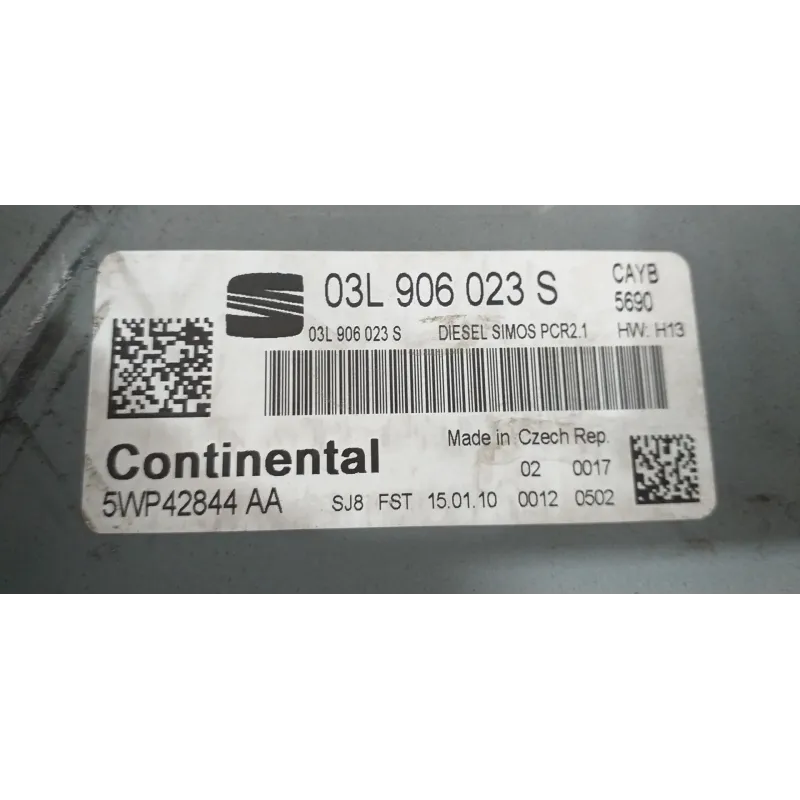 03L 906 023 S CAYB
5690
03L 906 023 S DIESEL SIMOS PCR2.1 HW: H13
Continental Made in Czech Rep.
02 0017
5WP42844 AA SJ8 FST 15.01.10 0012 0502